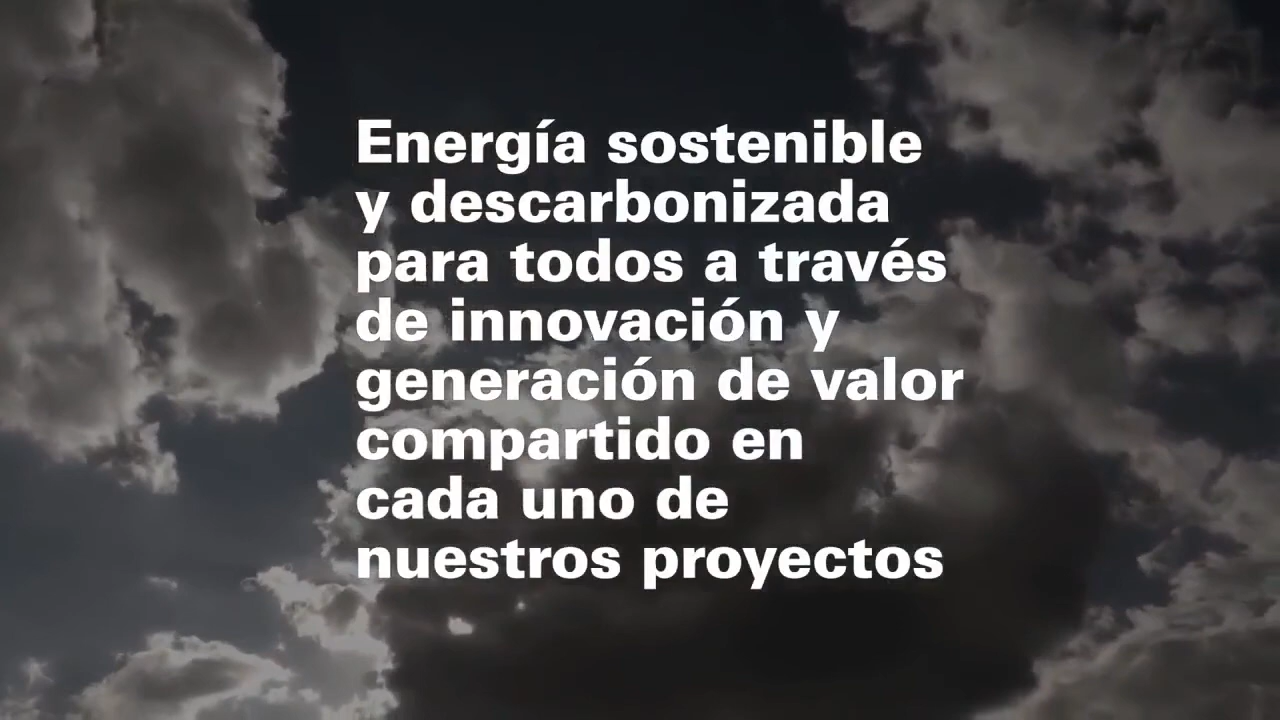 Energía sostenible
y descarbonizada
para todos a través
de innovación y
generación de valor
compartido en
cada uno de
nuestros proyectos